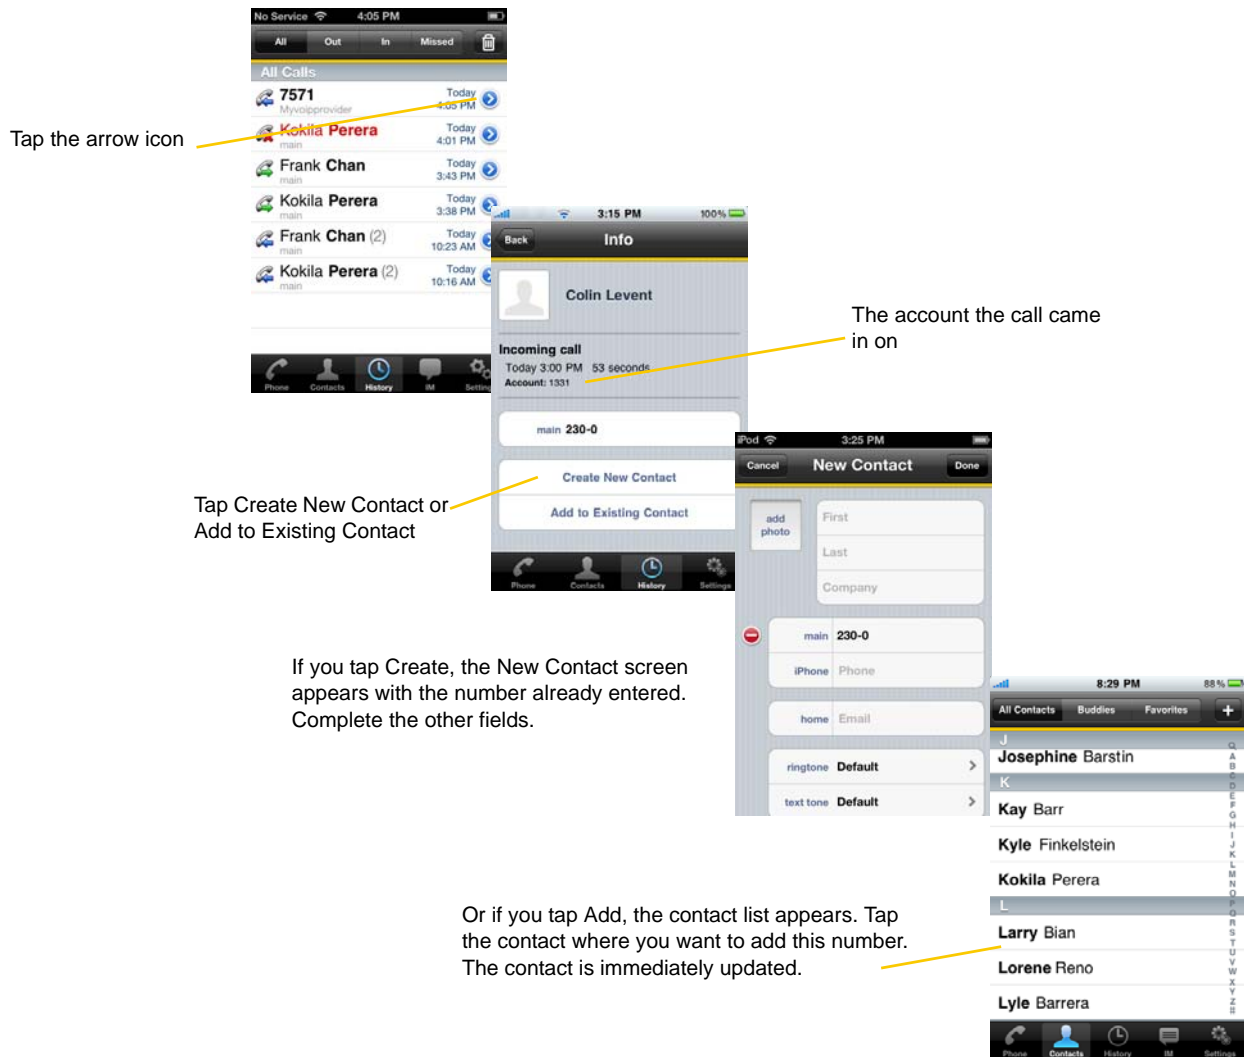 No Service 4:05 PM
All Out In Missed
All Calls
7571 Today
Myvoipprovider 4:05 PM
Tap the arrow icon
Kokila Perera Today
main 4:01 PM
Frank Chan Today
main 3:43 PM
Kokila Perera Today
main 3:38 PM
Frank Chan (2) Today
main 10:23 AM
Kokila Perera (2) Today
main 10:16 AM
Phone Contacts History IM Setting
3:15 PM 100%
Back Info
Colin Levent
Incoming call
Today 3:00 PM 53 seconds
Account: 1331
The account the call came
in on
main 230-0
Create New Contact
Add to Existing Contact
Tap Create New Contact or
Add to Existing Contact
Phone Contacts History Settings
iPod 3:25 PM
Cancel New Contact Done
add
photo
First
Last
Company
main 230-0
iPhone Phone
home Email
ringtone Default
text tone Default
If you tap Create, the New Contact screen
appears with the number already entered.
Complete the other fields.
8:29 PM 88%
All Contacts Buddies Favorites +
J
Josephine Barstin
K
Kay Barr
Kyle Finkelstein
Kokila Perera
L
Larry Bian
Lorene Reno
Lyle Barrera
A
B
C
D
E
F
G
H
I
J
K
L
M
N
O
P
Q
R
S
T
U
V
W
X
Y
Z
#
Phone Contacts History IM Settings
Or if you tap Add, the contact list appears. Tap
the contact where you want to add this number.
The contact is immediately updated.